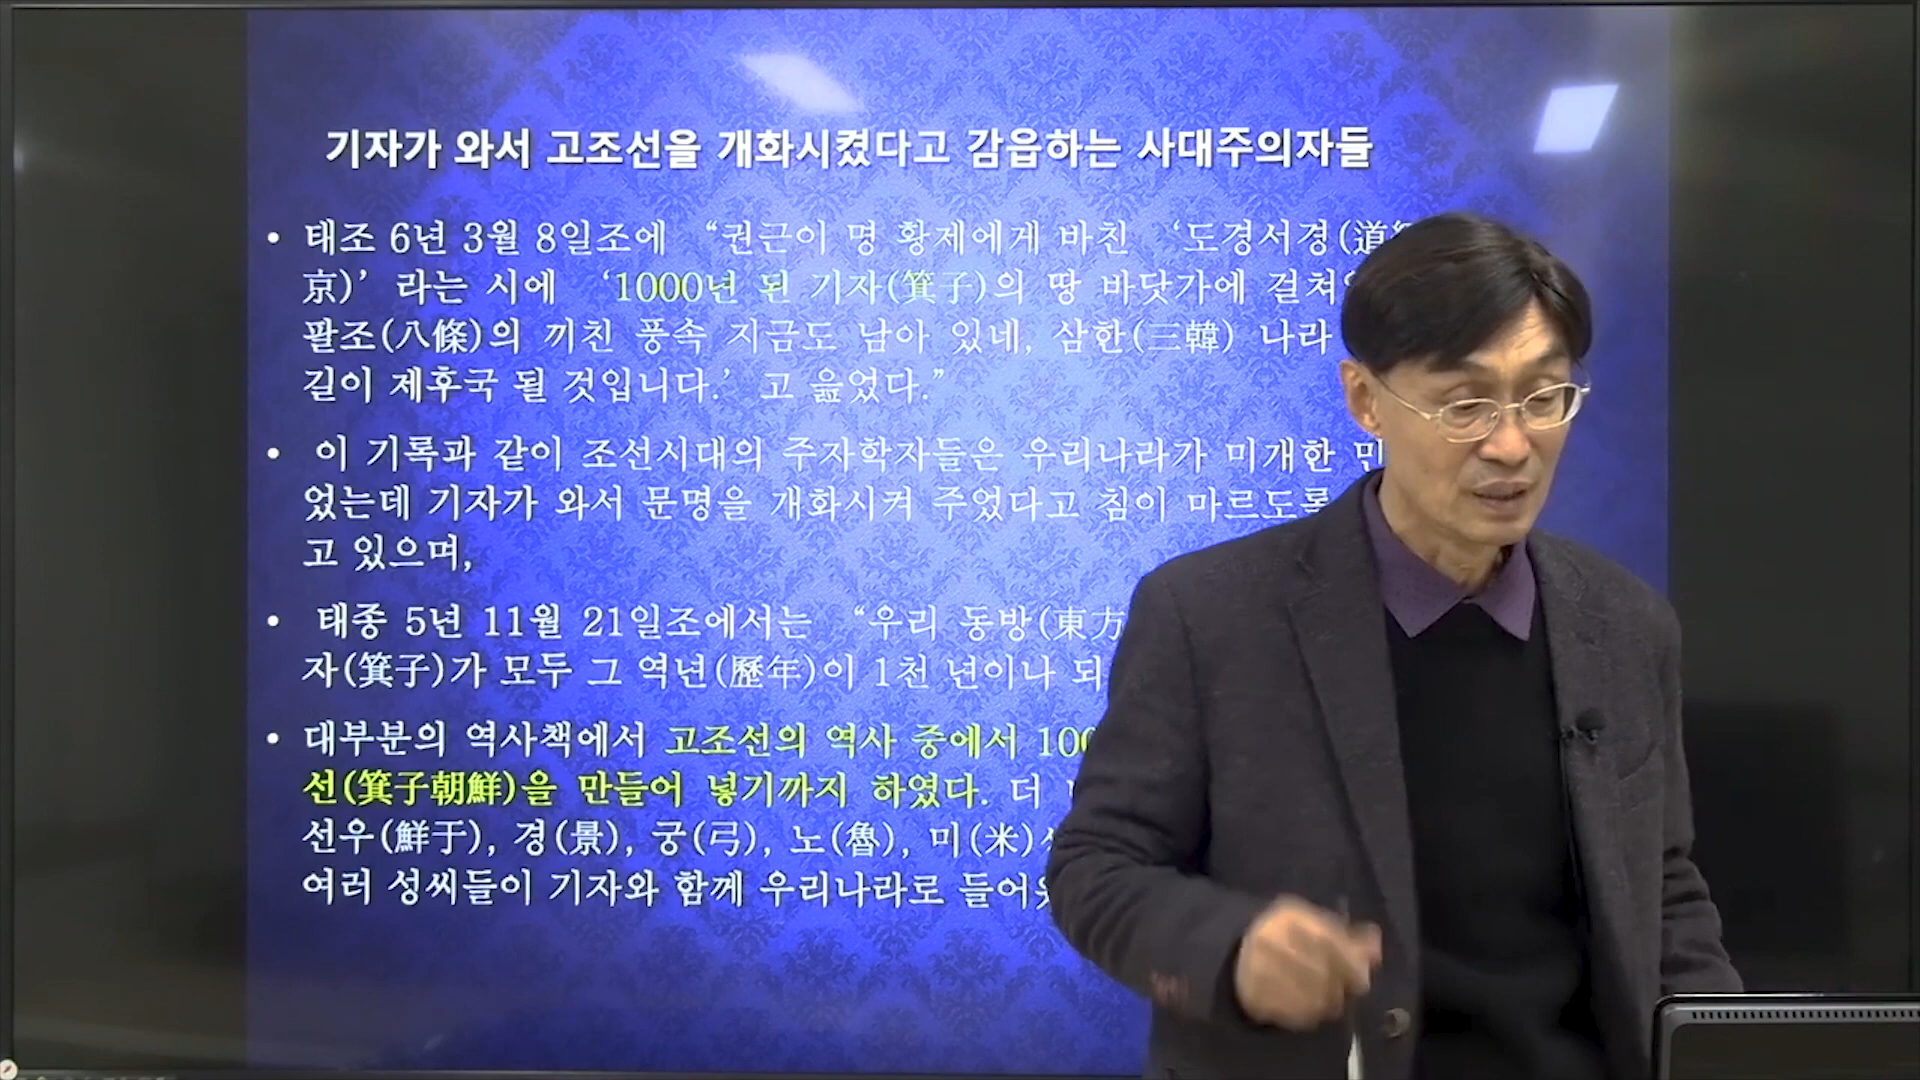 기자가 와서 고조선을 개화시켰다고 감읍하는 사대주의자들
• 태조 6년 3월 8일조에 “권근이 명 황제에게 바친 ‘도경서경(道
京)’ 라는 시에 ‘1000년 된 기자(箕子)의 땅 바닷가에 걸쳐
팔조(八條)의 끼친 풍속 지금도 남아 있네, 삼한(三韓) 나라
길이 제후국 될 것입니다.’ 고 읊었다.”
• 이 기록과 같이 조선시대의 주자학자들은 우리나라가 미개한
었는데 기자가 와서 문명을 개화시켜 주었다고 침이 마르도록
고 있으며,
• 태종 5년 11월 21일조에서는 “우리 동방(東方
자(箕子)가 모두 그 역년(歷年)이 1천 년이나 되
• 대부분의 역사책에서 고조선의 역사 중에서
선(箕子朝鮮)을 만들어 넣기까지 하였다. 더
선우(鮮于), 경(景), 궁(弓), 노(魯), 미(米)
여러 성씨들이 기자와 함께 우리나라로